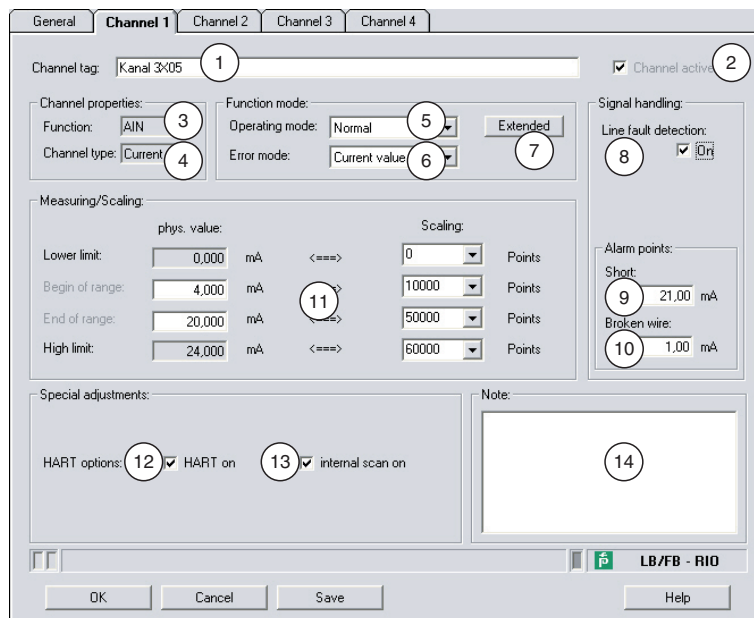 General Channel 1 Channel 2 Channel 3 Channel 4
Channel tag: Kanal 3X05 1 Channel active 2
Channel properties: Function mode: Signal handling:
Function: AIN 3 Operating mode: Normal 5 Extended Line fault detection:
Channel type: Current 4 Error mode: Current value 6 7 8 On
Measuring/Scaling:
phys. value: Scaling:
Lower limit: 0,000 mA <===> 0 Points
Begin of range: 4,000 mA 10000 Points
End of range: 20,000 mA 50000 Points
High limit: 24,000 mA <===> 60000 Points
11
Alarm points:
Short:
9 21,00 mA
Broken wire:
10 1,00 mA
Special adjustments: Note:
HART options: 12 HART on 13 internal scan on 14
LB/FB - RIO
OK Cancel Save Help